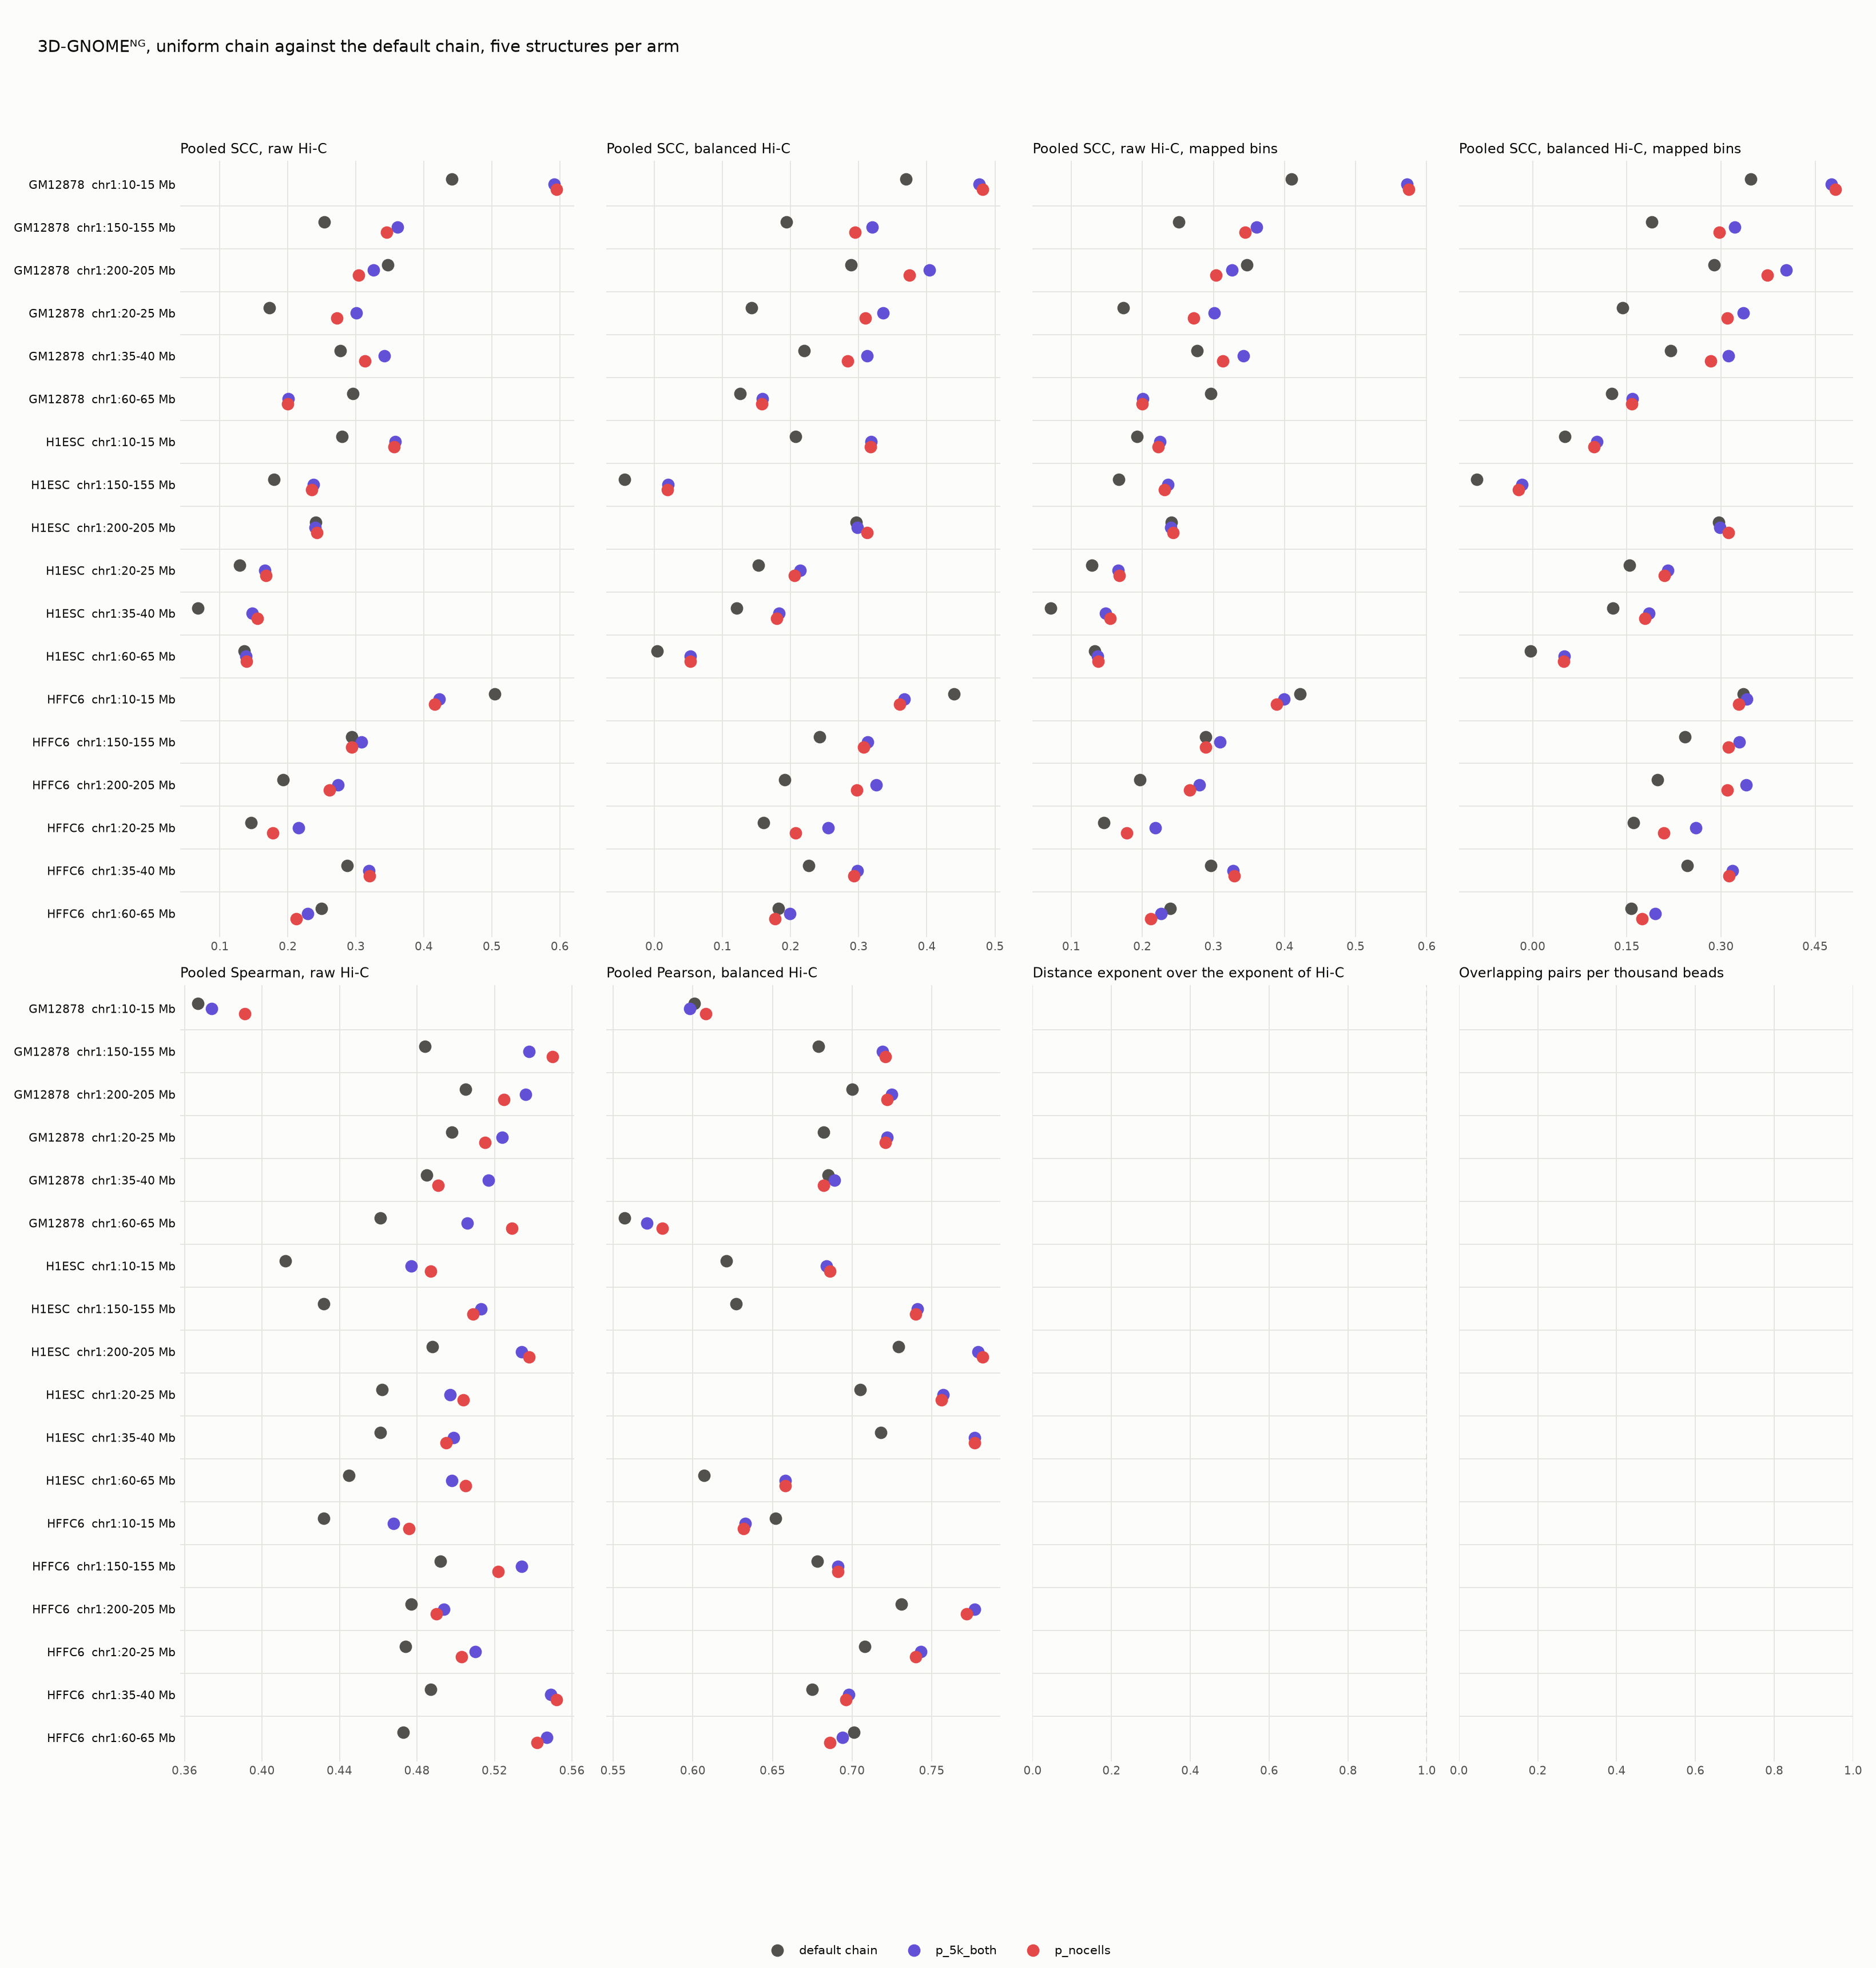 3D-GNOMEᴺᴳ, uniform chain against the default chain, five structures per arm
Pooled SCC, raw Hi-C
Pooled SCC, balanced Hi-C
Pooled SCC, raw Hi-C, mapped bins
Pooled SCC, balanced Hi-C, mapped bins
GM12878 chr1:10-15 Mb
GM12878 chr1:150-155 Mb
GM12878 chr1:200-205 Mb
GM12878 chr1:20-25 Mb
GM12878 chr1:35-40 Mb
GM12878 chr1:60-65 Mb
H1ESC chr1:10-15 Mb
H1ESC chr1:150-155 Mb
H1ESC chr1:200-205 Mb
H1ESC chr1:20-25 Mb
H1ESC chr1:35-40 Mb
H1ESC chr1:60-65 Mb
HFFC6 chr1:10-15 Mb
HFFC6 chr1:150-155 Mb
HFFC6 chr1:200-205 Mb
HFFC6 chr1:20-25 Mb
HFFC6 chr1:35-40 Mb
HFFC6 chr1:60-65 Mb
0.1 0.2 0.3 0.4 0.5 0.6
0.0 0.1 0.2 0.3 0.4 0.5
0.1 0.2 0.3 0.4 0.5 0.6
0.00 0.15 0.30 0.45
Pooled Spearman, raw Hi-C
Pooled Pearson, balanced Hi-C
Distance exponent over the exponent of Hi-C
Overlapping pairs per thousand beads
GM12878 chr1:10-15 Mb
GM12878 chr1:150-155 Mb
GM12878 chr1:200-205 Mb
GM12878 chr1:20-25 Mb
GM12878 chr1:35-40 Mb
GM12878 chr1:60-65 Mb
H1ESC chr1:10-15 Mb
H1ESC chr1:150-155 Mb
H1ESC chr1:200-205 Mb
H1ESC chr1:20-25 Mb
H1ESC chr1:35-40 Mb
H1ESC chr1:60-65 Mb
HFFC6 chr1:10-15 Mb
HFFC6 chr1:150-155 Mb
HFFC6 chr1:200-205 Mb
HFFC6 chr1:20-25 Mb
HFFC6 chr1:35-40 Mb
HFFC6 chr1:60-65 Mb
0.36 0.40 0.44 0.48 0.52 0.56
0.55 0.60 0.65 0.70 0.75
0.0 0.2 0.4 0.6 0.8 1.0
0.0 0.2 0.4 0.6 0.8 1.0
default chain
p_5k_both
p_nocells